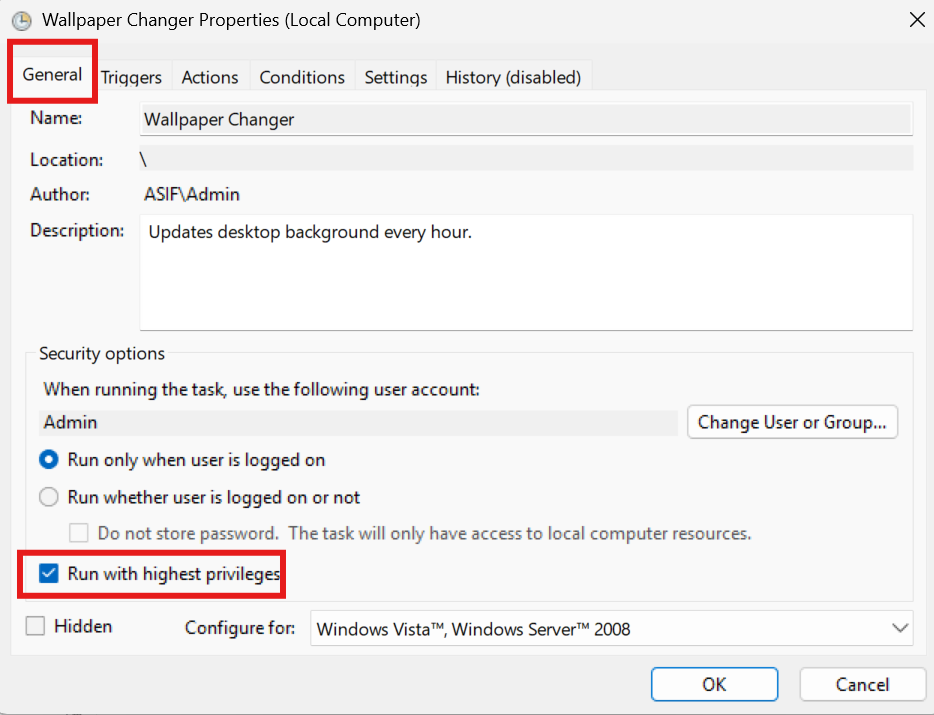 Wallpaper Changer Properties (Local Computer)
General Triggers Actions Conditions Settings History (disabled)
Name: Wallpaper Changer
Location: \
Author: ASIF\Admin
Description: Updates desktop background every hour.
Security options
When running the task, use the following user account:
Admin Change User or Group...
Run only when user is logged on
Run whether user is logged on or not
Do not store password. The task will only have access to local computer resources.
Run with highest privileges
Hidden Configure for: Windows Vista™, Windows Server™ 2008
OK Cancel